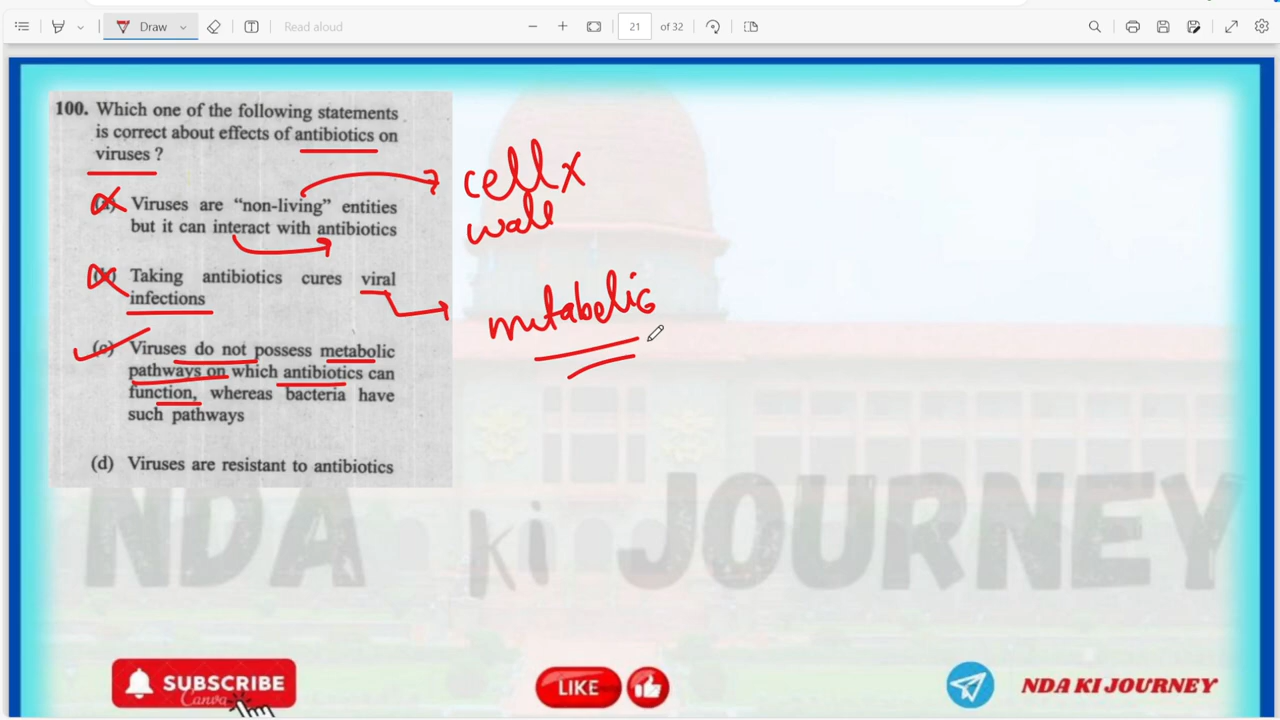 Draw
Read aloud
21
of 32
100. Which one of the following statements
is correct about effects of antibiotics on
viruses ?
(a) Viruses are “non-living” entities
but it can interact with antibiotics
(b) Taking antibiotics cures viral
infections
(c) Viruses do not possess metabolic
pathways on which antibiotics can
function, whereas bacteria have
such pathways
(d) Viruses are resistant to antibiotics
cell x
wall
metabolic
NDA ki JOURNEY
SUBSCRIBE
Canva
LIKE
NDA KI JOURNEY